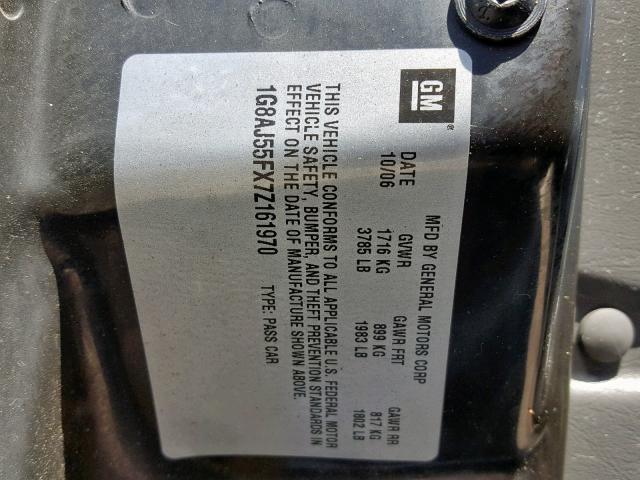 GM®
MFD BY GENERAL MOTORS CORP
DATE GVWR GAWR FRT GAWR RR
10/06 1716 KG 899 KG 817 KG
3785 LB 1983 LB 1802 LB
THIS VEHICLE CONFORMS TO ALL APPLICABLE U.S. FEDERAL MOTOR
VEHICLE SAFETY, BUMPER, AND THEFT PREVENTION STANDARDS IN
EFFECT ON THE DATE OF MANUFACTURE SHOWN ABOVE.
1G8AJ55FX7Z161970 TYPE: PASS CAR